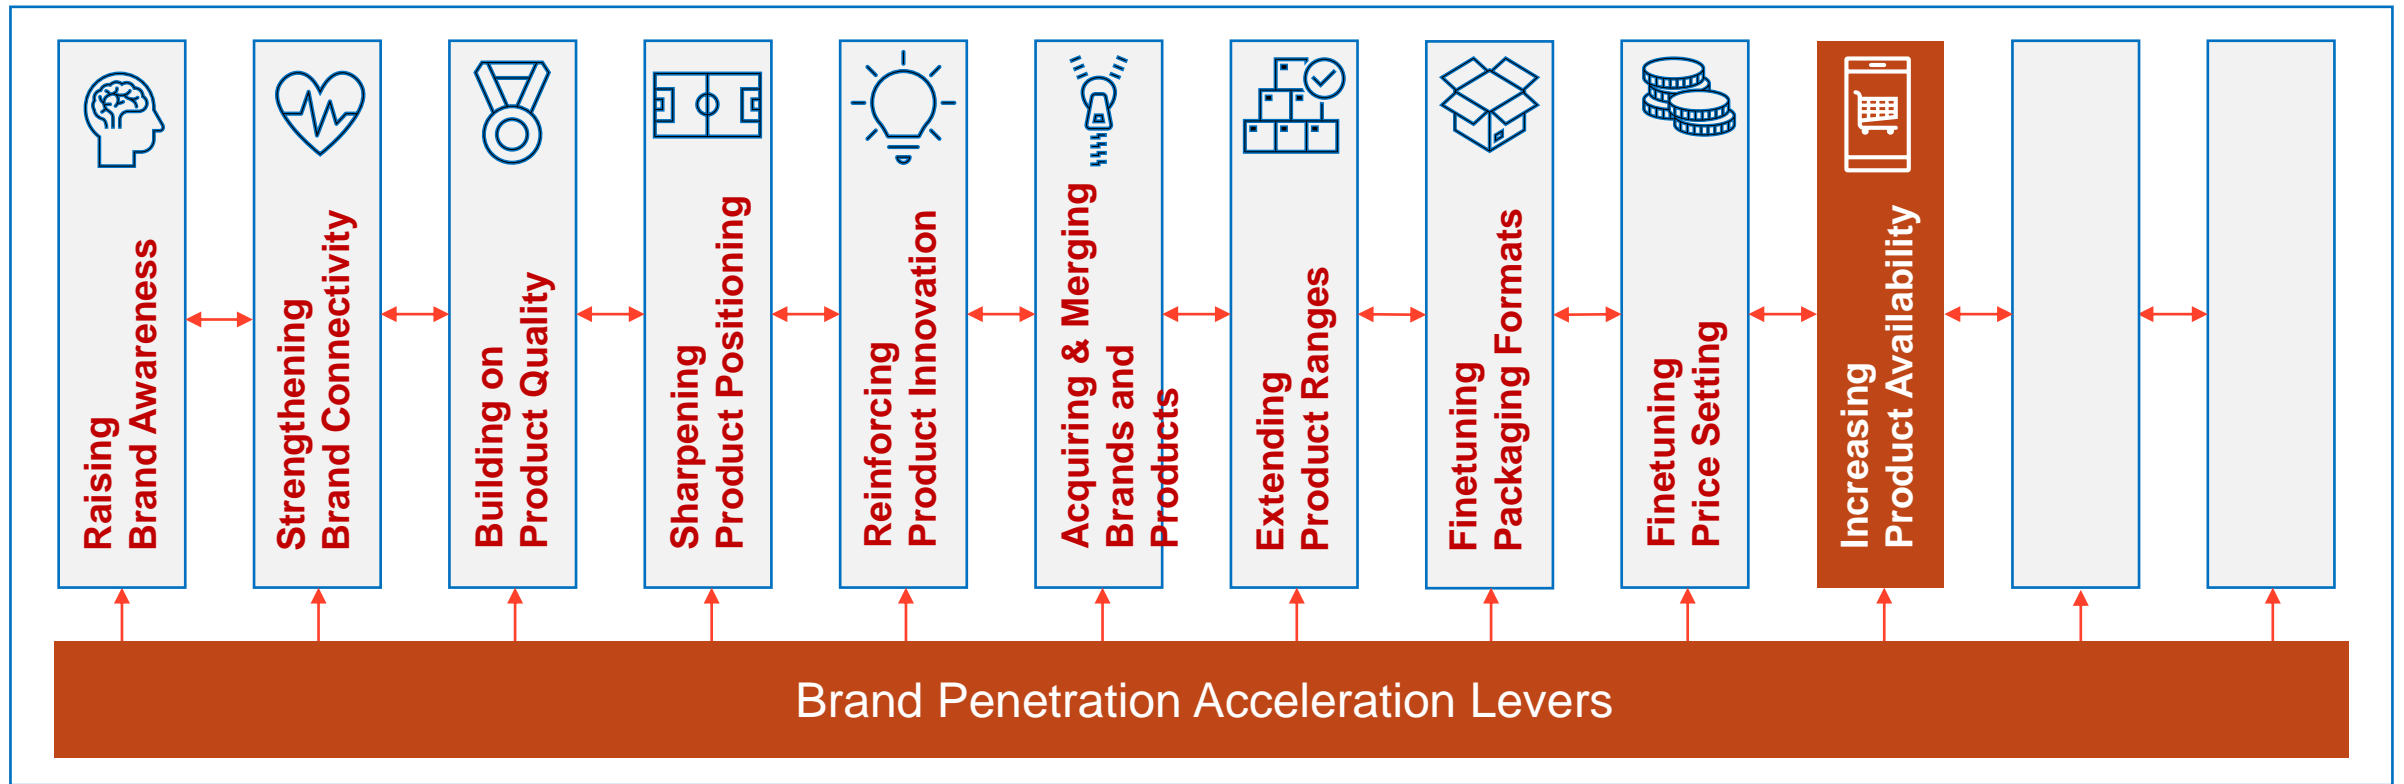 Raising
Brand Awareness
Strengthening
Brand Connectivity
Building on
Product Quality
Sharpening
Product Positioning
Reinforcing
Product Innovation
Acquiring & Merging
Brands and
Products
Extending
Product Ranges
Finetuning
Packaging Formats
Finetuning
Price Setting
Increasing
Product Availability
Brand Penetration Acceleration Levers